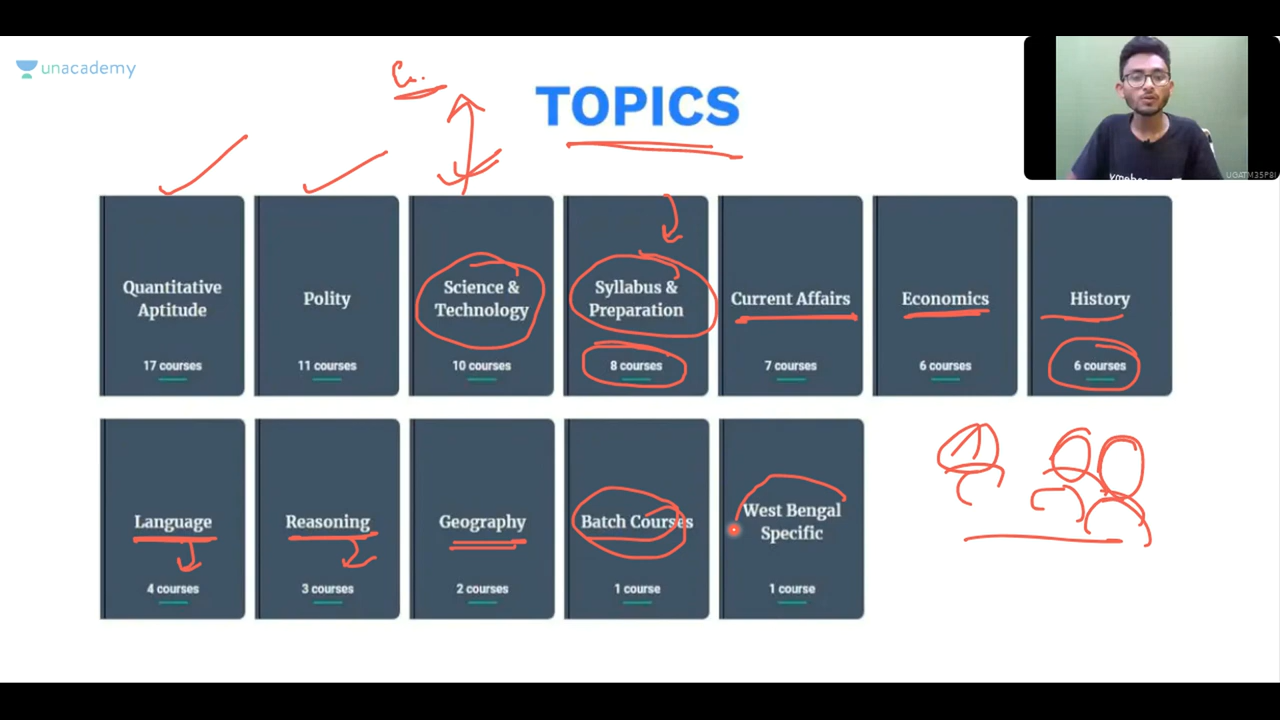 unacademy
TOPICS
UGATM35P8I
Quantitative
Aptitude
17 courses
Polity
11 courses
Science &
Technology
10 courses
Syllabus &
Preparation
8 courses
Current Affairs
7 courses
Economics
6 courses
History
6 courses
Language
4 courses
Reasoning
3 courses
Geography
2 courses
Batch Courses
1 course
West Bengal
Specific
1 course